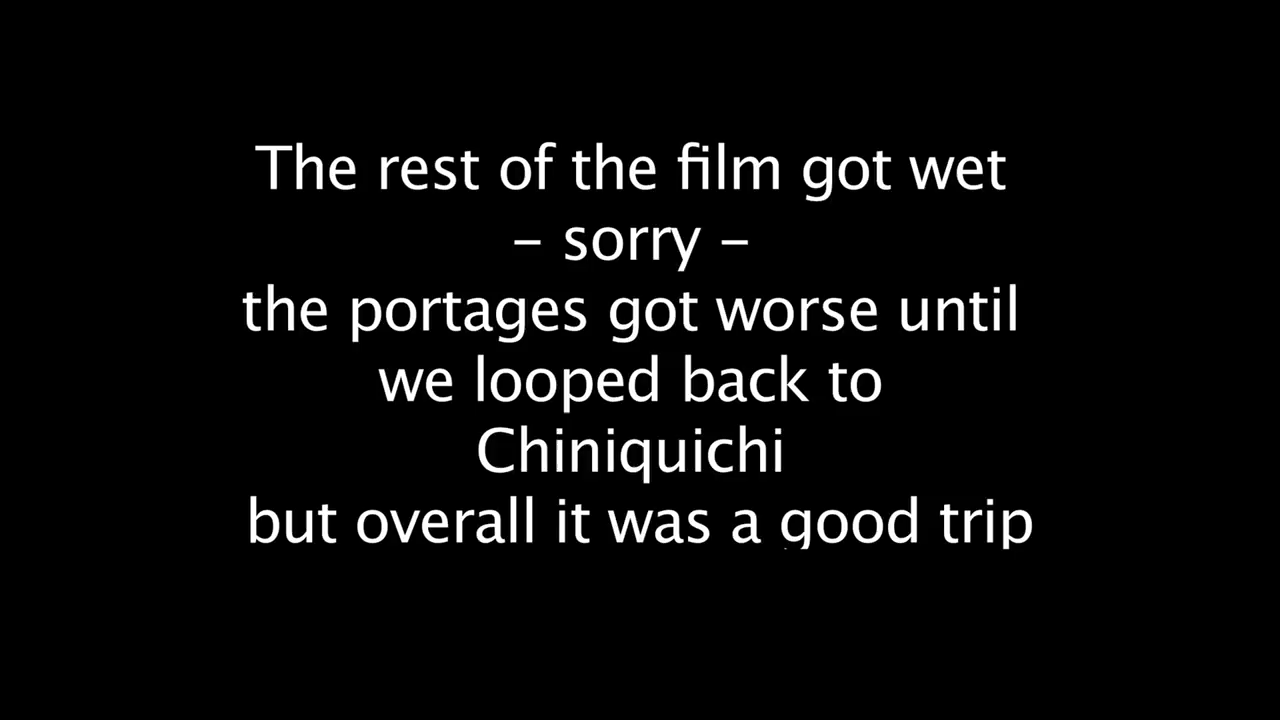 The rest of the film got wet
– sorry –
the portages got worse until
we looped back to
Chiniquichi
but overall it was a good trip